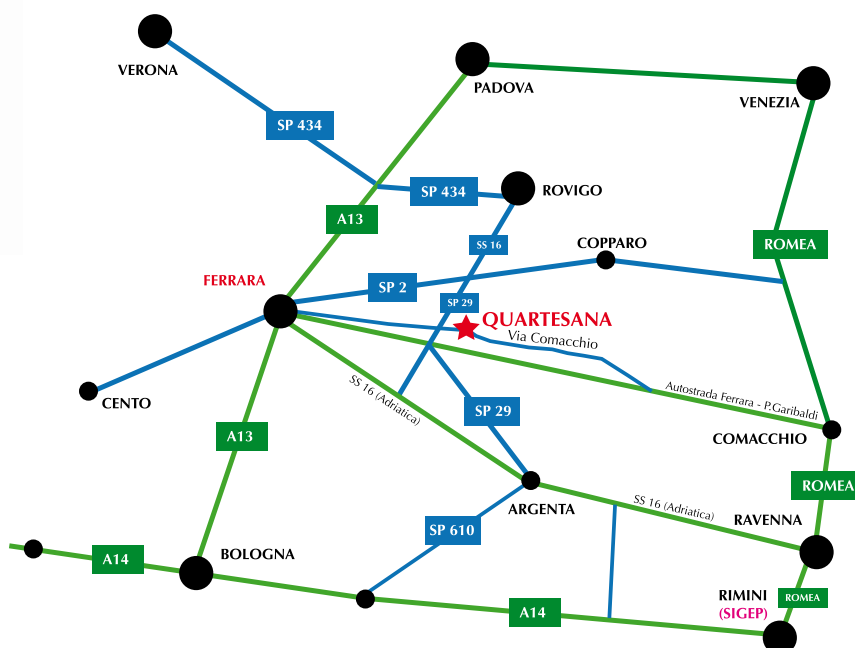 VERONA
PADOVA
VENEZIA
SP 434
SP 434
ROVIGO
A13
SS 16
COPPARO
ROMEA
FERRARA
SP 2
SP 29
QUARTESANA
Via Comacchio
CENTO
SS 16 (Adriatica)
Autostrada Ferrara - P.Garibaldi
SP 29
A13
COMACCHIO
ROMEA
ARGENTA
SS 16 (Adriatica)
RAVENNA
SP 610
BOLOGNA
A14
RIMINI
(SIGEP)
ROMEA
A14